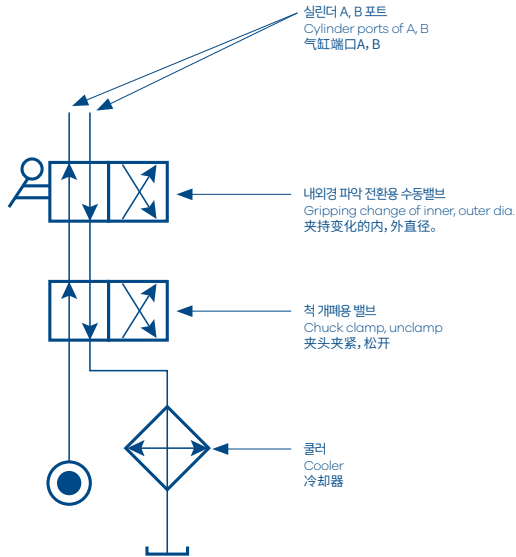 실린더 A, B 포트
Cylinder ports of A, B
气缸端口A, B
내외경 파악 전환용 수동밸브
Gripping change of inner, outer dia.
夹持变化的内，外直径。
척 개폐용 밸브
Chuck clamp, unclamp
夹头夹紧，松开
쿨러
Cooler
冷却器